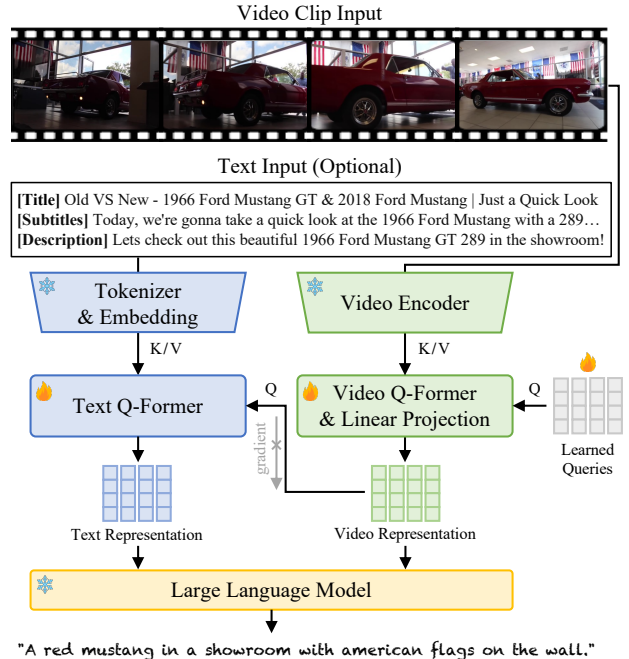 Video Clip Input
Text Input (Optional)
[Title] Old VS New - 1966 Ford Mustang GT & 2018 Ford Mustang | Just a Quick Look
[Subtitles] Today, we're gonna take a quick look at the 1966 Ford Mustang with a 289…
[Description] Lets check out this beautiful 1966 Ford Mustang GT 289 in the showroom!
Tokenizer
& Embedding
Video Encoder
K/V
K/V
Text Q-Former
Q
Video Q-Former
& Linear Projection
Q
Learned
Queries
gradient
Text Representation
Video Representation
Large Language Model
"A red mustang in a showroom with american flags on the wall."